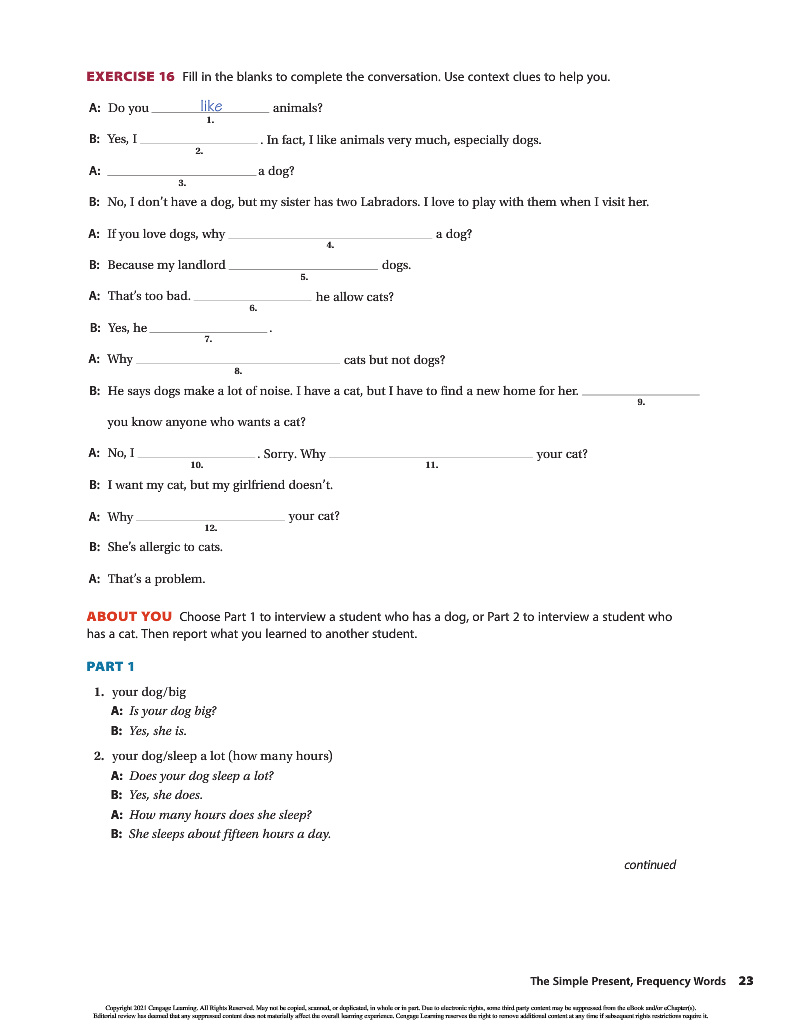 EXERCISE 16 Fill in the blanks to complete the conversation. Use context clues to help you.
A: Do you like animals?
1.
B: Yes, I . In fact, I like animals very much, especially dogs.
2.
A: a dog?
3.
B: No, I don't have a dog, but my sister has two Labradors. I love to play with them when I visit her.
A: If you love dogs, why a dog?
4.
B: Because my landlord dogs.
5.
A: That's too bad. he allow cats?
6.
B: Yes, he .
7.
A: Why cats but not dogs?
8.
B: He says dogs make a lot of noise. I have a cat, but I have to find a new home for her.
9.
you know anyone who wants a cat?
A: No, I . Sorry. Why your cat?
10. 11.
B: I want my cat, but my girlfriend doesn't.
A: Why your cat?
12.
B: She's allergic to cats.
A: That's a problem.
ABOUT YOU Choose Part 1 to interview a student who has a dog, or Part 2 to interview a student who
has a cat. Then report what you learned to another student.
PART 1
1. your dog/big
A: Is your dog big?
B: Yes, she is.
2. your dog/sleep a lot (how many hours)
A: Does your dog sleep a lot?
B: Yes, she does.
A: How many hours does she sleep?
B: She sleeps about fifteen hours a day.
continued
The Simple Present, Frequency Words 23
Copyright 2021 Cengage Learning. All Rights Reserved. May not be copied, scanned, or duplicated, in whole or in part. Due to electronic rights, some third party content may be suppressed from the eBook and/or eChapter(s).
Editorial review has deemed that any suppressed content does not materially affect the overall learning experience. Cengage Learning reserves the right to remove additional content at any time if subsequent rights restrictions require it.